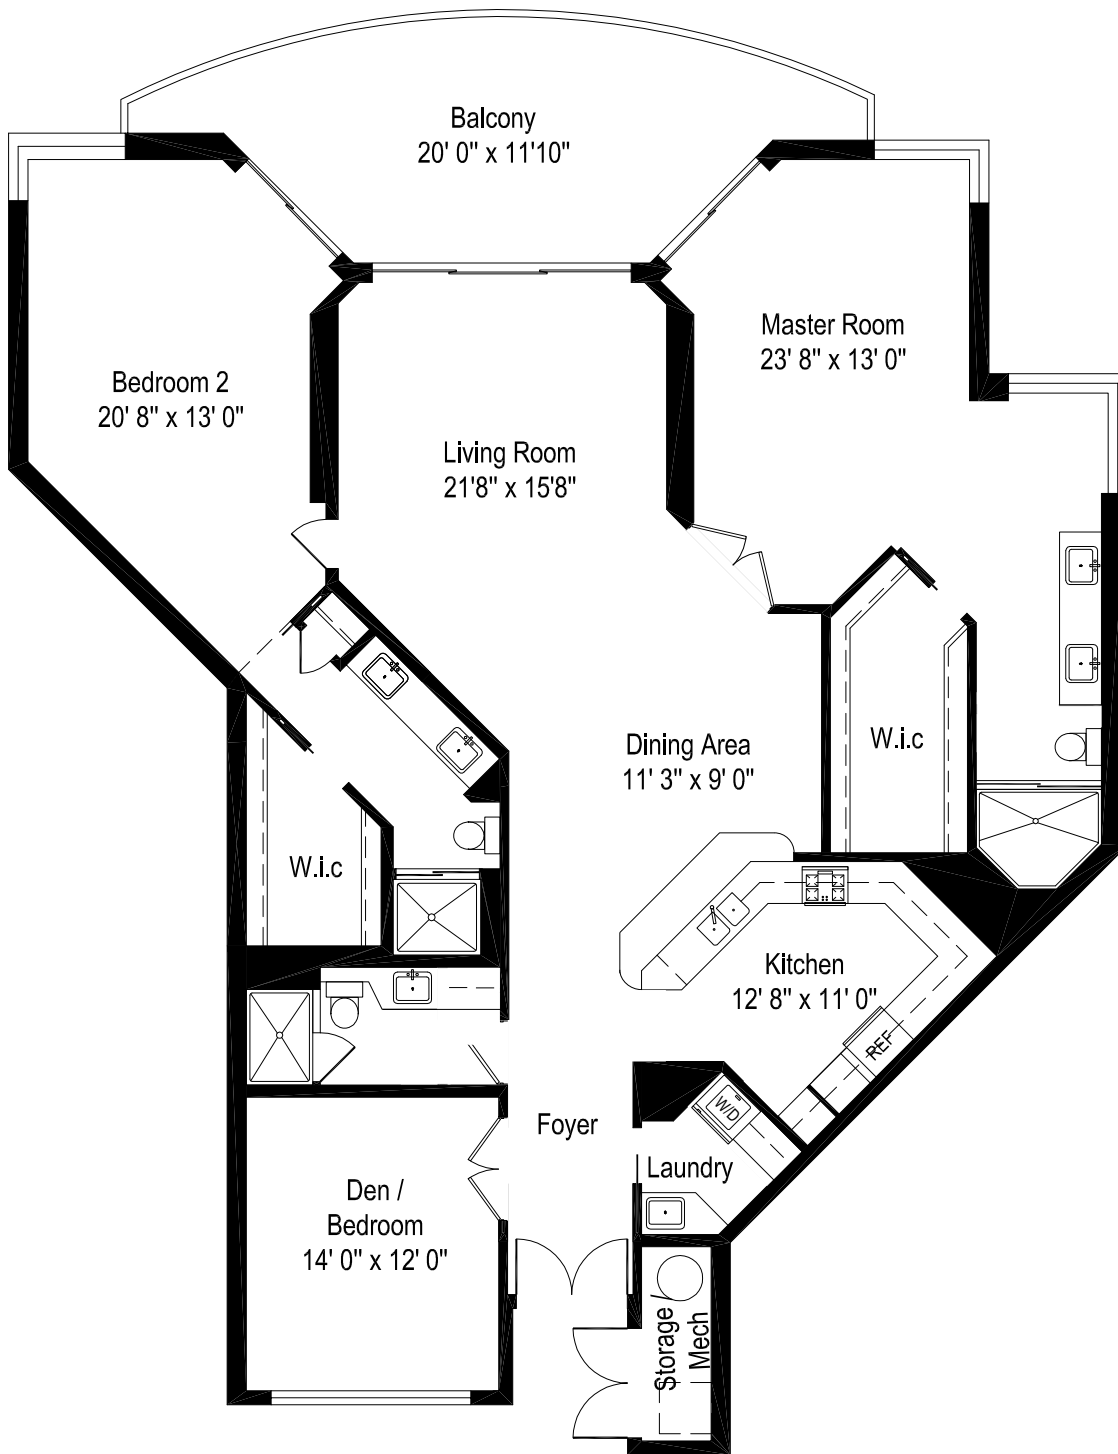 Balcony
20' 0" x 11'10"
Master Room
23' 8" x 13' 0"
Bedroom 2
20' 8" x 13' 0"
Living Room
21'8" x 15'8"
Dining Area
11' 3" x 9' 0"
W.i.c
W.i.c
Kitchen
12' 8" x 11' 0"
REF
W/D
Foyer
Laundry
Den /
Bedroom
14' 0" x 12' 0"
Storage/
Mech